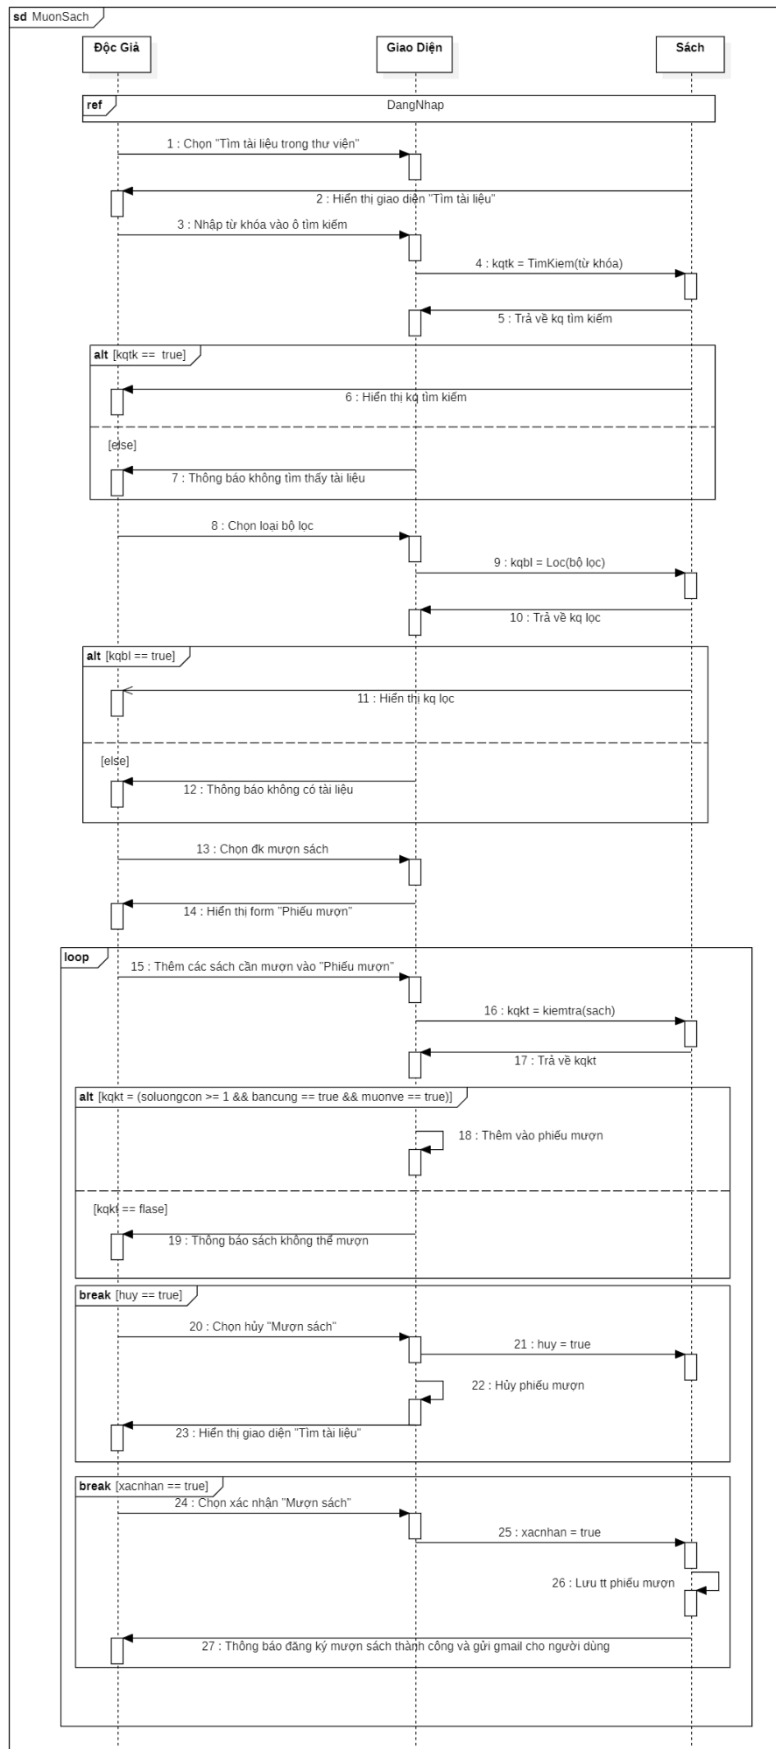 sd MuonSach
Độc Giả
Giao Diện
Sách
ref
DangNhap
1 : Chọn "Tìm tài liệu trong thư viện"
2 : Hiển thị giao diện "Tìm tài liệu"
3 : Nhập từ khóa vào ô tìm kiếm
4 : kqtk = TimKiem(từ khóa)
5 : Trả về kq tìm kiếm
alt [kqtk == true]
6 : Hiển thị kq tìm kiếm
[else]
7 : Thông báo không tìm thấy tài liệu
8 : Chọn loại bộ lọc
9 : kqbl = Loc(bộ lọc)
10 : Trả về kq lọc
alt [kqbl == true]
11 : Hiển thị kq lọc
[else]
12 : Thông báo không có tài liệu
13 : Chọn đk mượn sách
14 : Hiển thị form "Phiếu mượn"
loop
15 : Thêm các sách cần mượn vào "Phiếu mượn"
16 : kqkt = kiemtra(sach)
17 : Trả về kqkt
alt [kqkt = (soluongcon >= 1 && bancung == true && muonve == true)]
18 : Thêm vào phiếu mượn
[kqkt == flase]
19 : Thông báo sách không thể mượn
break [huy == true]
20 : Chọn hủy "Mượn sách"
21 : huy = true
22 : Hủy phiếu mượn
23 : Hiển thị giao diện "Tìm tài liệu"
break [xacnhan == true]
24 : Chọn xác nhận "Mượn sách"
25 : xacnhan = true
26 : Lưu tt phiếu mượn
27 : Thông báo đăng ký mượn sách thành công và gửi gmail cho người dùng